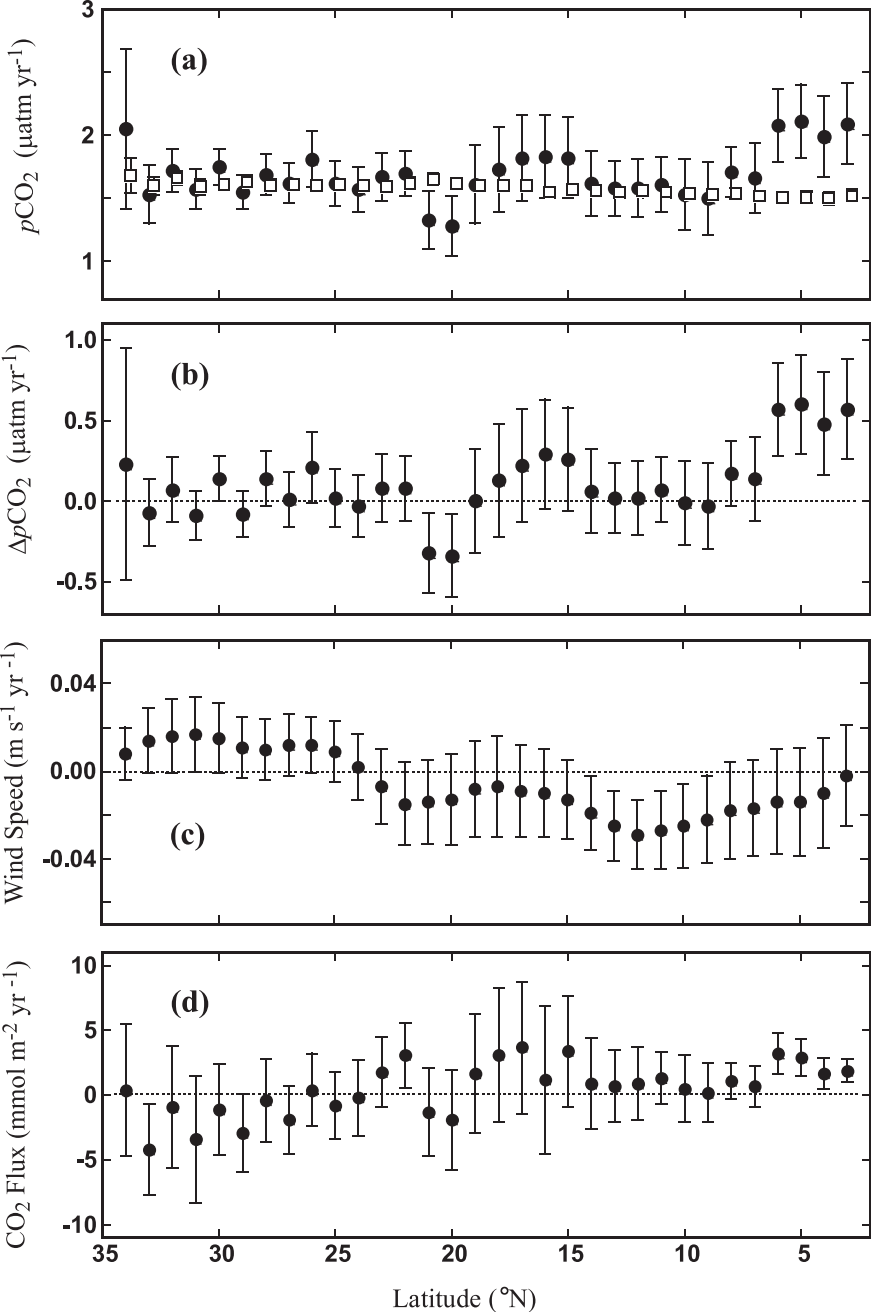 3
(a)
2
1
pCO2 (μatm yr-1)
1.0
(b)
0.5
0.0
-0.5
ΔpCO2 (μatm yr-1)
0.04
0.00
(c)
-0.04
Wind Speed (m s-1 yr-1)
10
(d)
5
0
-5
-10
CO2 Flux (mmol m-2 yr-1)
35 30 25 20 15 10 5
Latitude (°N)